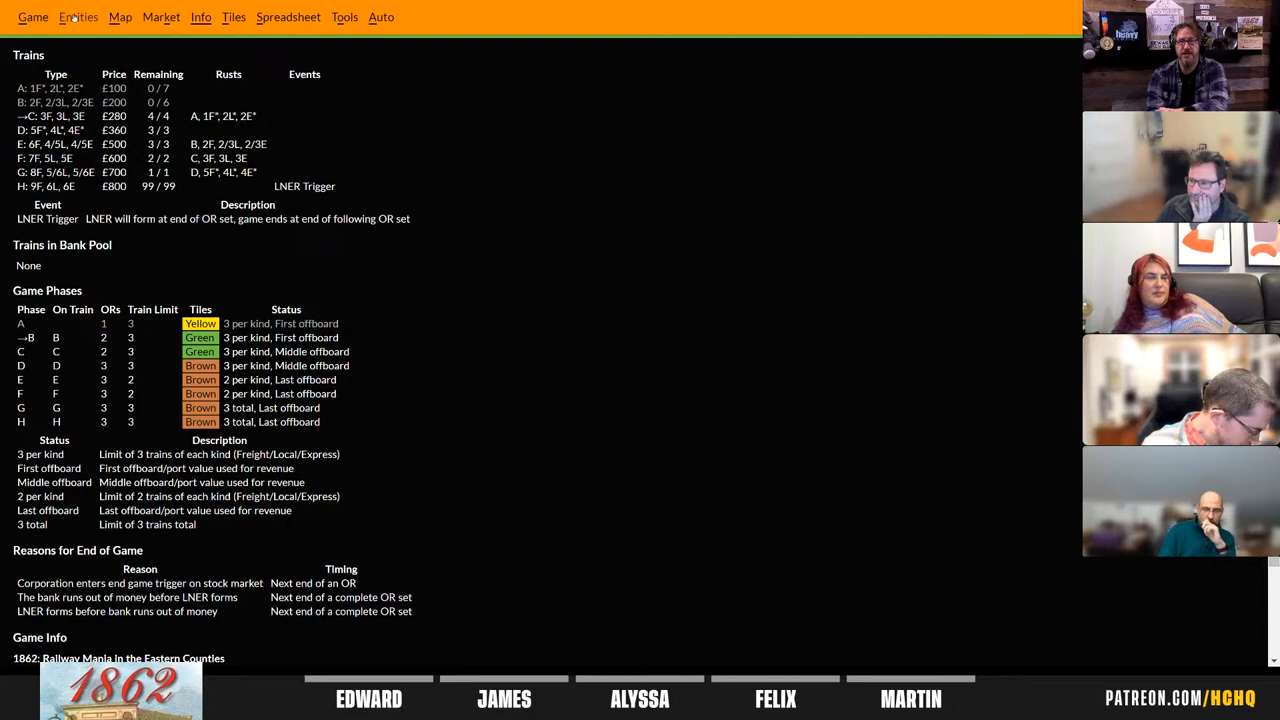 Game Entities Map Market Info Tiles Spreadsheet Tools Auto
Trains
Type Price Remaining Rusts Events
A: 1F*, 2L*, 2E* £100 0 / 7
B: 2F, 2/3L, 2/3E £200 0 / 6
→C: 3F, 3L, 3E £280 4 / 4 A, 1F*, 2L*, 2E*
D: 5F*, 4L*, 4E* £360 3 / 3
E: 6F, 4/5L, 4/5E £500 3 / 3 B, 2F, 2/3L, 2/3E
F: 7F, 5L, 5E £600 2 / 2 C, 3F, 3L, 3E
G: 8F, 5/6L, 5/6E £700 1 / 1 D, 5F*, 4L*, 4E*
H: 9F, 6L, 6E £800 99 / 99 LNER Trigger
Event Description
LNER Trigger LNER will form at end of OR set, game ends at end of following OR set
Trains in Bank Pool
None
Game Phases
Phase On Train ORs Train Limit Tiles Status
A 1 3 Yellow 3 per kind, First offboard
→B B 2 3 Green 3 per kind, First offboard
C C 2 3 Green 3 per kind, Middle offboard
D D 3 3 Brown 3 per kind, Middle offboard
E E 3 2 Brown 2 per kind, Last offboard
F F 3 2 Brown 2 per kind, Last offboard
G G 3 3 Brown 3 total, Last offboard
H H 3 3 Brown 3 total, Last offboard
Status Description
3 per kind Limit of 3 trains of each kind (Freight/Local/Express)
First offboard First offboard/port value used for revenue
Middle offboard Middle offboard/port value used for revenue
2 per kind Limit of 2 trains of each kind (Freight/Local/Express)
Last offboard Last offboard/port value used for revenue
3 total Limit of 3 trains total
Reasons for End of Game
Reason Timing
Corporation enters end game trigger on stock market Next end of an OR
The bank runs out of money before LNER forms Next end of a complete OR set
LNER forms before bank runs out of money Next end of a complete OR set
Game Info
1862: Railway Mania in the Eastern Counties
1862
EDWARD JAMES ALYSSA FELIX MARTIN
PATREON.COM/HCHQ